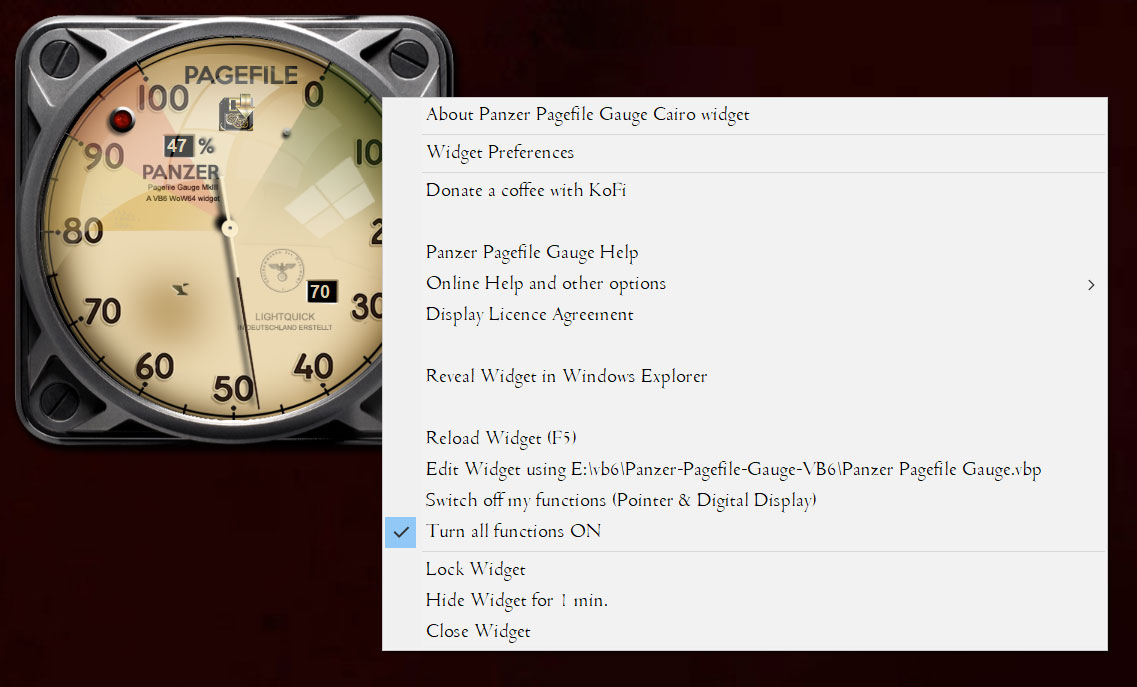 PAGEFILE
100
0
90
10
47 %
PANZER
Pagefile Gauge MkIII
A VB6 WoW64 widget
80
2
70
30
70
LIGHTQUICK
IN DEUTSCHLAND ERSTELLT
60
40
50
About Panzer Pagefile Gauge Cairo widget
Widget Preferences
Donate a coffee with KoFi
Panzer Pagefile Gauge Help
Online Help and other options
Display Licence Agreement
Reveal Widget in Windows Explorer
Reload Widget (F5)
Edit Widget using E:\vb6\Panzer-Pagefile-Gauge-VB6\Panzer Pagefile Gauge.vbp
Switch off my functions (Pointer & Digital Display)
Turn all functions ON
Lock Widget
Hide Widget for 1 min.
Close Widget